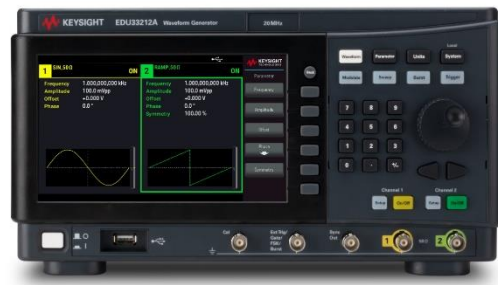 KEYSIGHT EDU33212A Waveform Generator 20MHz
1 SIN,SEQ ON
Frequency 1.000,000,000 kHz
Amplitude 100.0 mVpp
Offset +0.000 V
Phase 0.0 °
2 RAMP,SEQ ON
Frequency 1.000,000,000 kHz
Amplitude 100.0 mVpp
Offset +0.000 V
Phase 0.0 °
Symmetry 100.00 %
KEYSIGHT
TECHNOLOGIES
Parameter
Frequency
Amplitude
Offset
Phase
Symmetry
Back
Local
Waveform Parameter Units System
Modulate Sweep Burst Trigger
7 8 9
4 5 6
1 2 3
0 . +/-
Channel 1 Channel 2
Setup On/Off Setup On/Off
Ext Trig/
Gate/
FSK/
Burst
Sync
Out
1 2